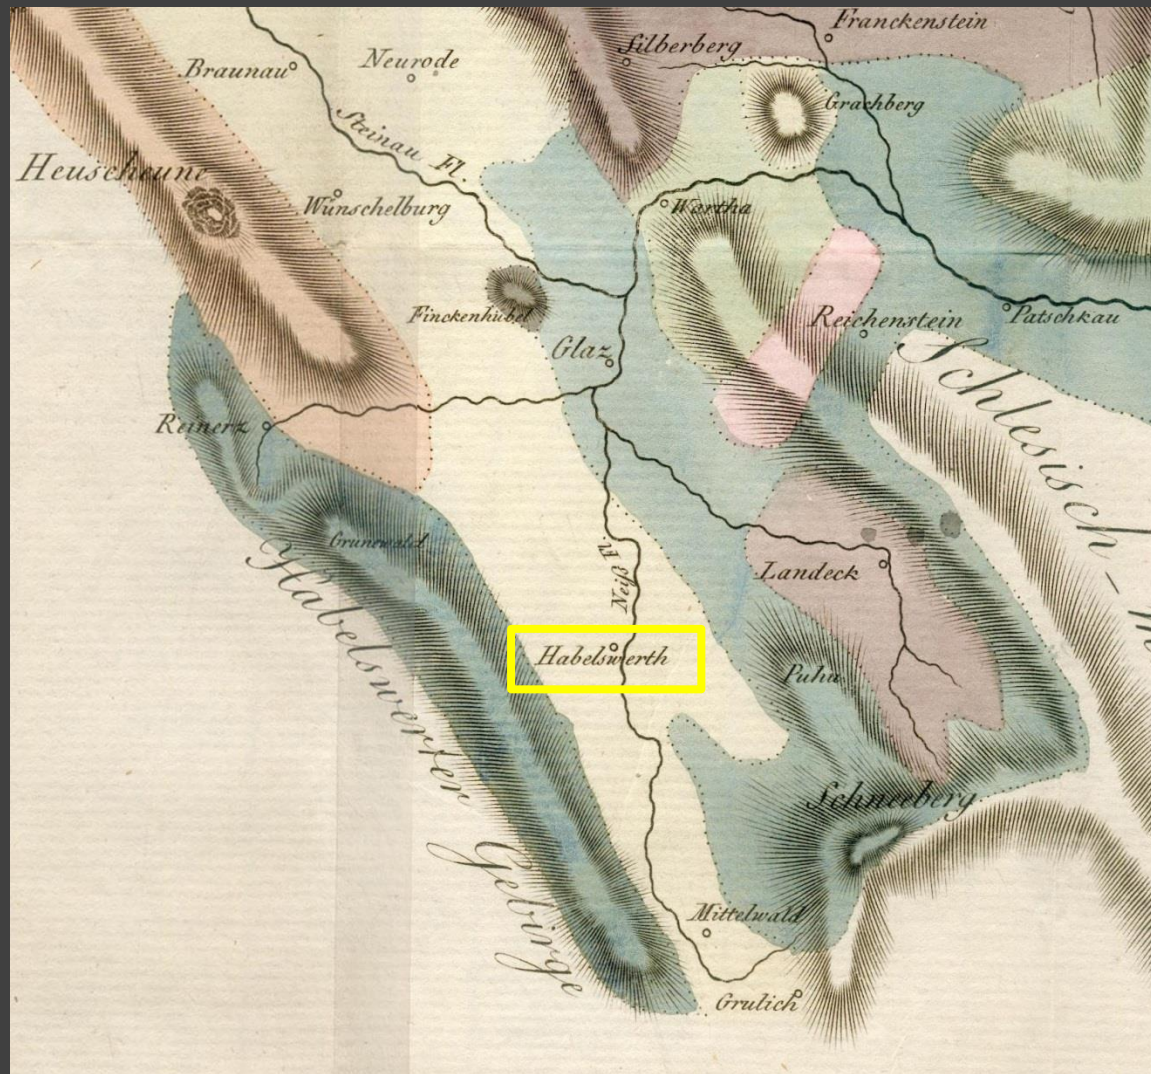 Franckenstein
Silberberg
Neurode
Braunau
Grachberg
Steinau Fl.
Heuscheune
Wünschelburg
Wartha
Finckenhübel
Reichenstein
Patschkau
Glaz
Schlesisch-M
Reinerz
Grunewald
Habelswerter Gebirge
Landeck
Neiß Fl.
Habelswerth
Puhu
Schneeberg
Mittelwald
Grulich